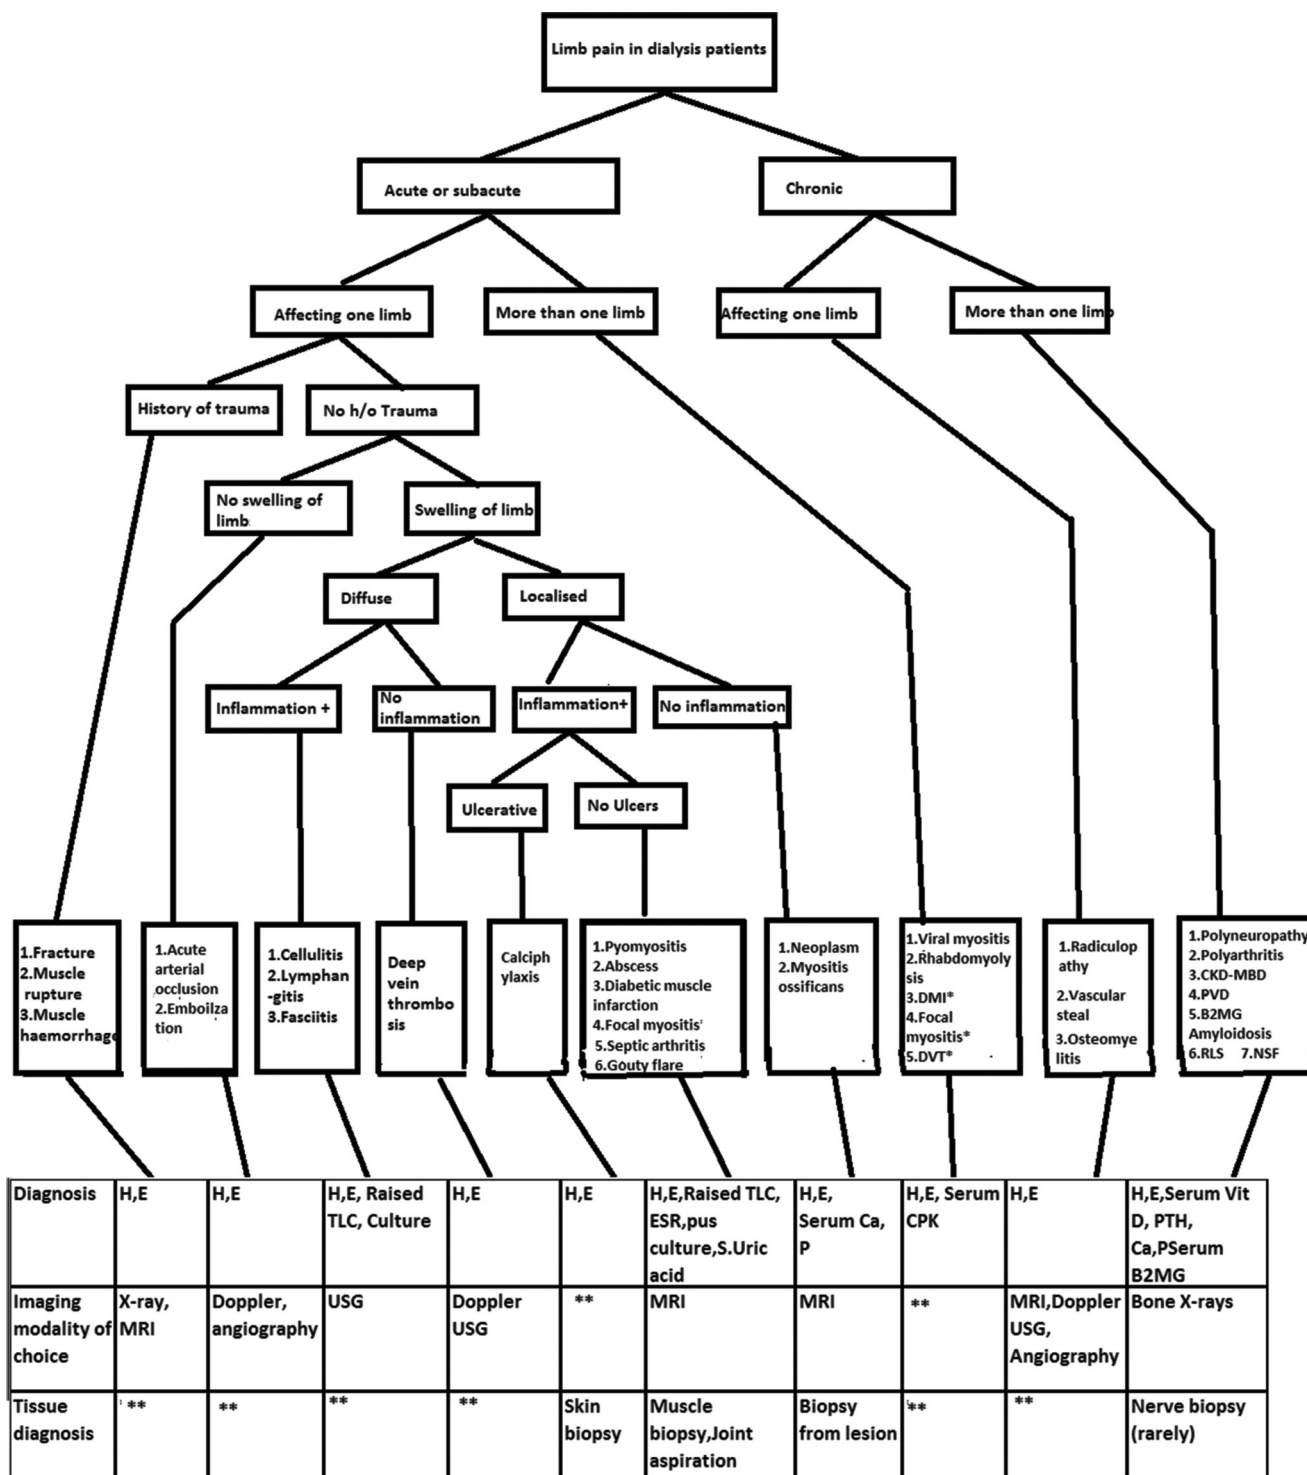 Limb pain in dialysis patients
Acute or subacute
Chronic
Affecting one limb
More than one limb
Affecting one limb
More than one limb
History of trauma
No h/o Trauma
No swelling of
limb
Swelling of limb
Diffuse
Localised
Inflammation +
No
inflammation
Inflammation+
No inflammation
Ulcerative
No Ulcers
1.Fracture
2.Muscle
rupture
3.Muscle
haemorrhage
1.Acute
arterial
occlusion
2.Emboilza
tion
1.Cellulitis
2.Lymphan
-gitis
3.Fasciitis
Deep
vein
thrombo
sis
Calciph
ylaxis
1.Pyomyositis
2.Abscess
3.Diabetic muscle
infarction
4.Focal myositis'
5.Septic arthritis
6.Gouty flare
1.Neoplasm
2.Myositis
ossificans
1.Viral myositis
2.Rhabdomyol
ysis
3.DMI*
4.Focal
myositis*
5.DVT*
1.Radiculop
athy
2.Vascular
steal
3.Osteomye
litis
1.Polyneuropathy
2.Polyarthritis
3.CKD-MBD
4.PVD
5.B2MG
Amyloidosis
6.RLS 7.NSF
Diagnosis
H,E
H,E
H,E, Raised
TLC, Culture
H,E
H,E
H,E,Raised TLC,
ESR,pus
culture,S.Uric
acid
H,E,
Serum Ca,
P
H,E, Serum
CPK
H,E
H,E,Serum Vit
D, PTH,
Ca,PSerum
B2MG
Imaging
modality of
choice
X-ray,
MRI
Doppler,
angiography
USG
Doppler
USG
**
MRI
MRI
**
MRI,Doppler
USG,
Angiography
Bone X-rays
Tissue
diagnosis
**
**
**
**
Skin
biopsy
Muscle
biopsy,Joint
aspiration
Biopsy
from lesion
**
**
Nerve biopsy
(rarely)